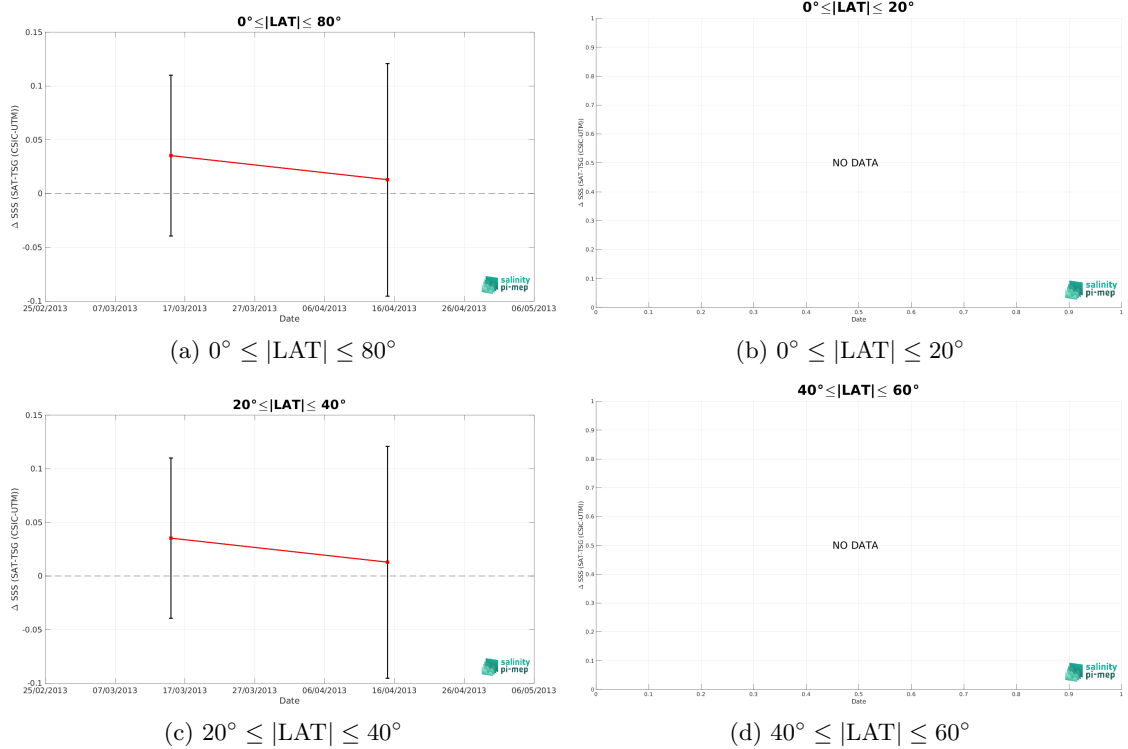 0°≤|LAT|≤ 80°
0.15
0.1
0.05
0
-0.05
-0.1
Δ SSS (SAT-TSG (CSIC-UTM))
25/02/2013 07/03/2013 17/03/2013 27/03/2013 06/04/2013 16/04/2013 26/04/2013 06/05/2013
Date
salinity
pi-mep
(a) 0° ≤ |LAT| ≤ 80°
0°≤|LAT|≤ 20°
1
0.9
0.8
0.7
0.6
0.5
0.4
0.3
0.2
0.1
0
Δ SSS (SAT-TSG (CSIC-UTM))
NO DATA
0 0.1 0.2 0.3 0.4 0.5 0.6 0.7 0.8 0.9 1
Date
salinity
pi-mep
(b) 0° ≤ |LAT| ≤ 20°
20°≤|LAT|≤ 40°
0.15
0.1
0.05
0
-0.05
-0.1
Δ SSS (SAT-TSG (CSIC-UTM))
25/02/2013 07/03/2013 17/03/2013 27/03/2013 06/04/2013 16/04/2013 26/04/2013 06/05/2013
Date
salinity
pi-mep
(c) 20° ≤ |LAT| ≤ 40°
40°≤|LAT|≤ 60°
1
0.9
0.8
0.7
0.6
0.5
0.4
0.3
0.2
0.1
0
Δ SSS (SAT-TSG (CSIC-UTM))
NO DATA
0 0.1 0.2 0.3 0.4 0.5 0.6 0.7 0.8 0.9 1
Date
salinity
pi-mep
(d) 40° ≤ |LAT| ≤ 60°